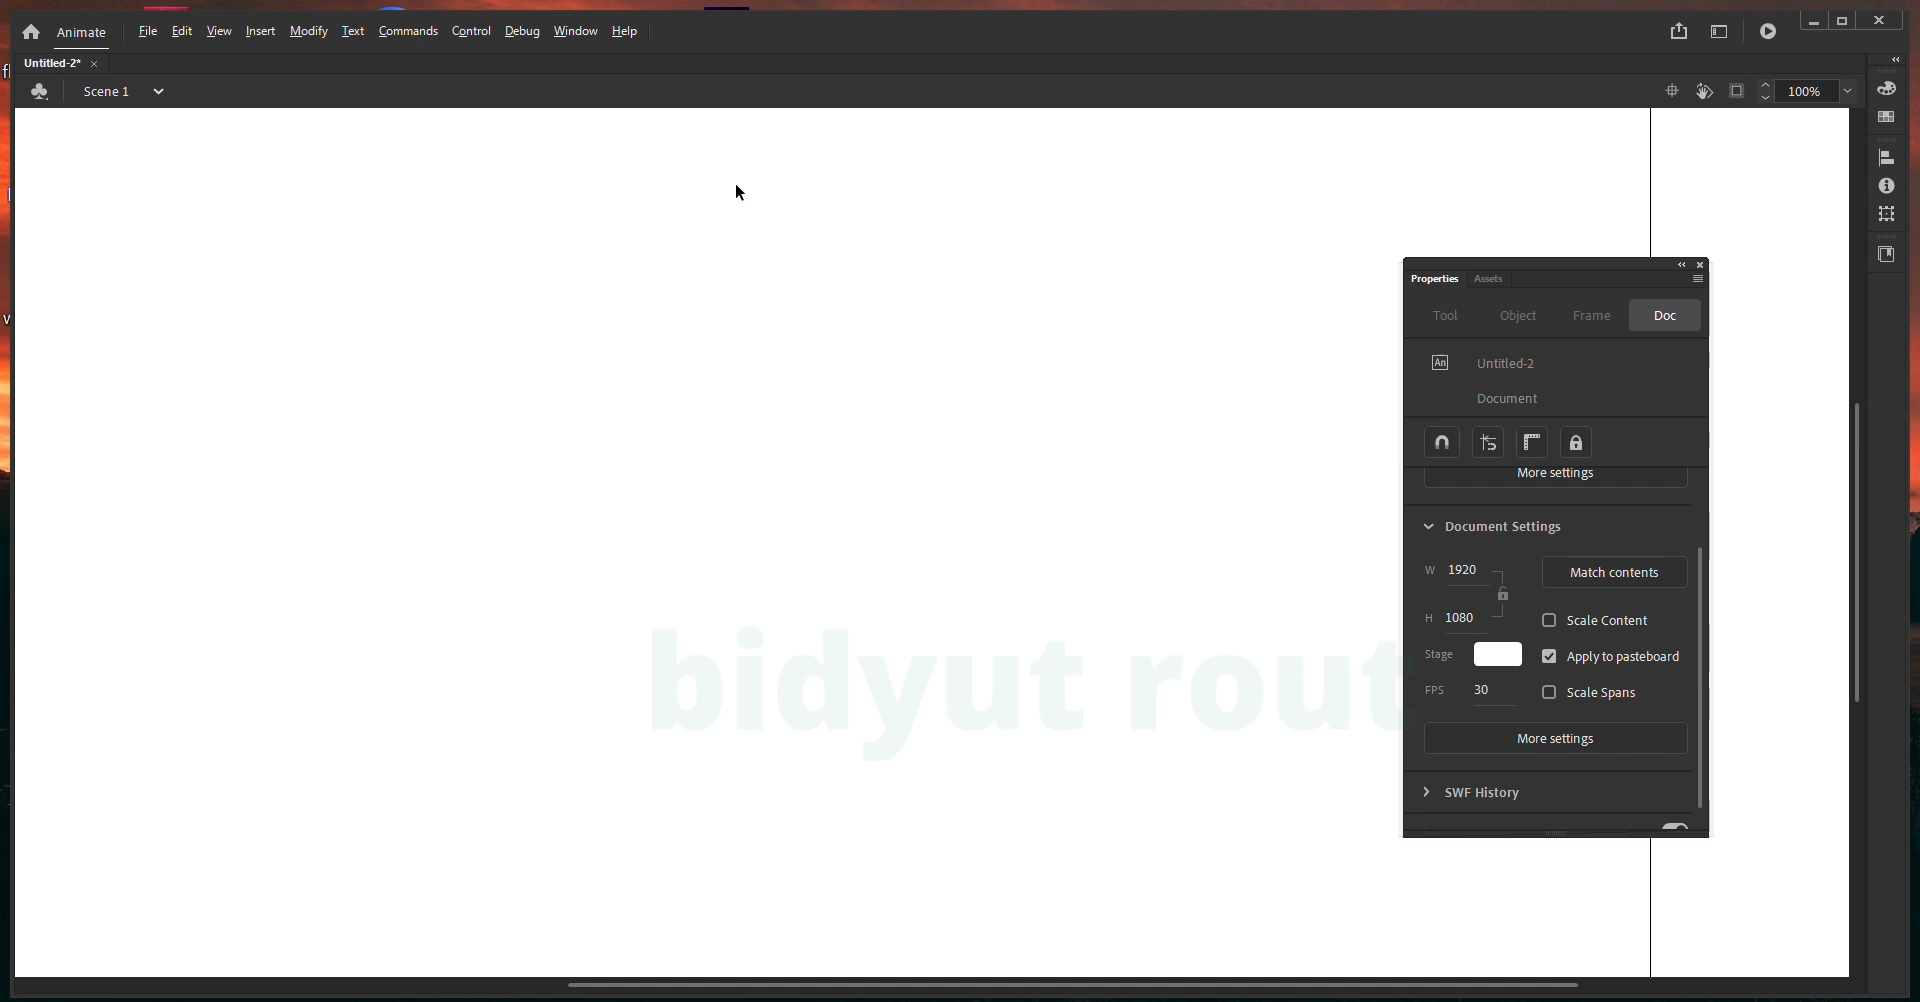 Animate
File Edit View Insert Modify Text Commands Control Debug Window Help
Untitled-2*
Scene 1
100%
Properties Assets
Tool Object Frame Doc
An
Untitled-2
Document
More settings
Document Settings
W 1920
Match contents
H 1080
Scale Content
Stage
Apply to pasteboard
FPS 30
Scale Spans
More settings
SWF History
bidyut rout